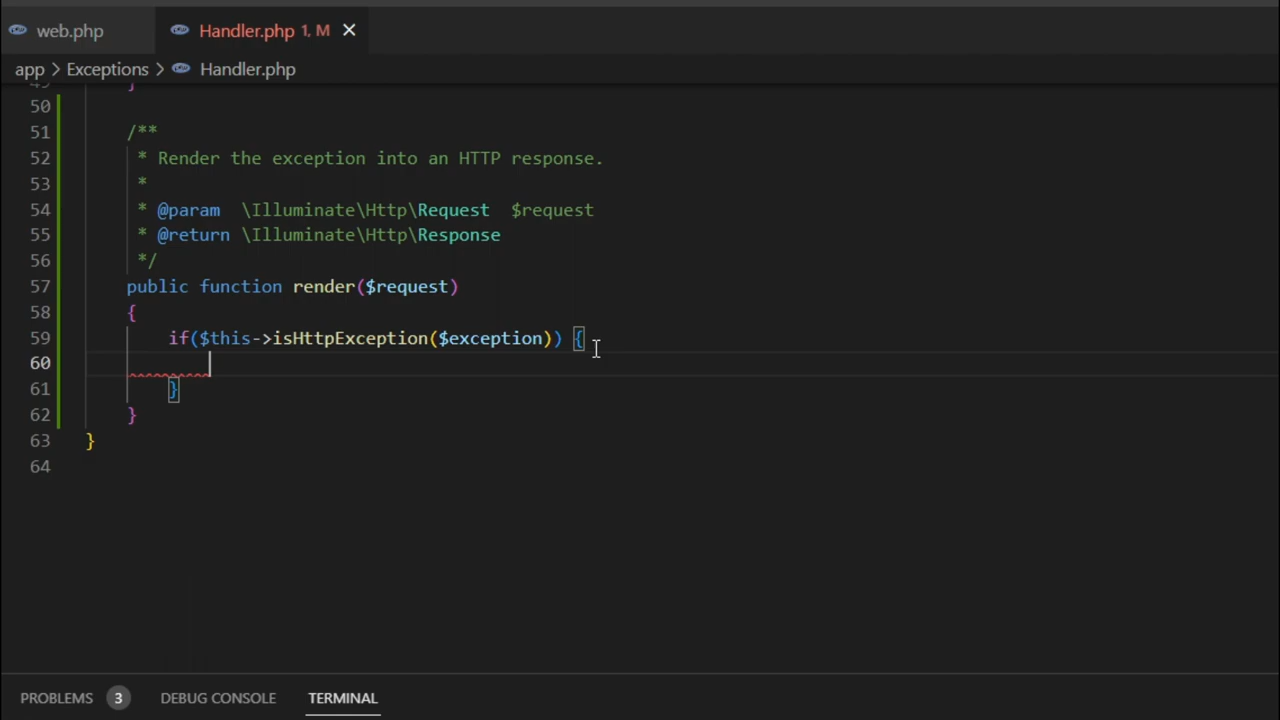 web.php
Handler.php 1, M
app > Exceptions > Handler.php
49 }
50
51 /**
52 * Render the exception into an HTTP response.
53 *
54 * @param \Illuminate\Http\Request $request
55 * @return \Illuminate\Http\Response
56 */
57 public function render($request)
58 {
59 if($this->isHttpException($exception)) {
60
61 }
62 }
63 }
64
PROBLEMS 3 DEBUG CONSOLE TERMINAL